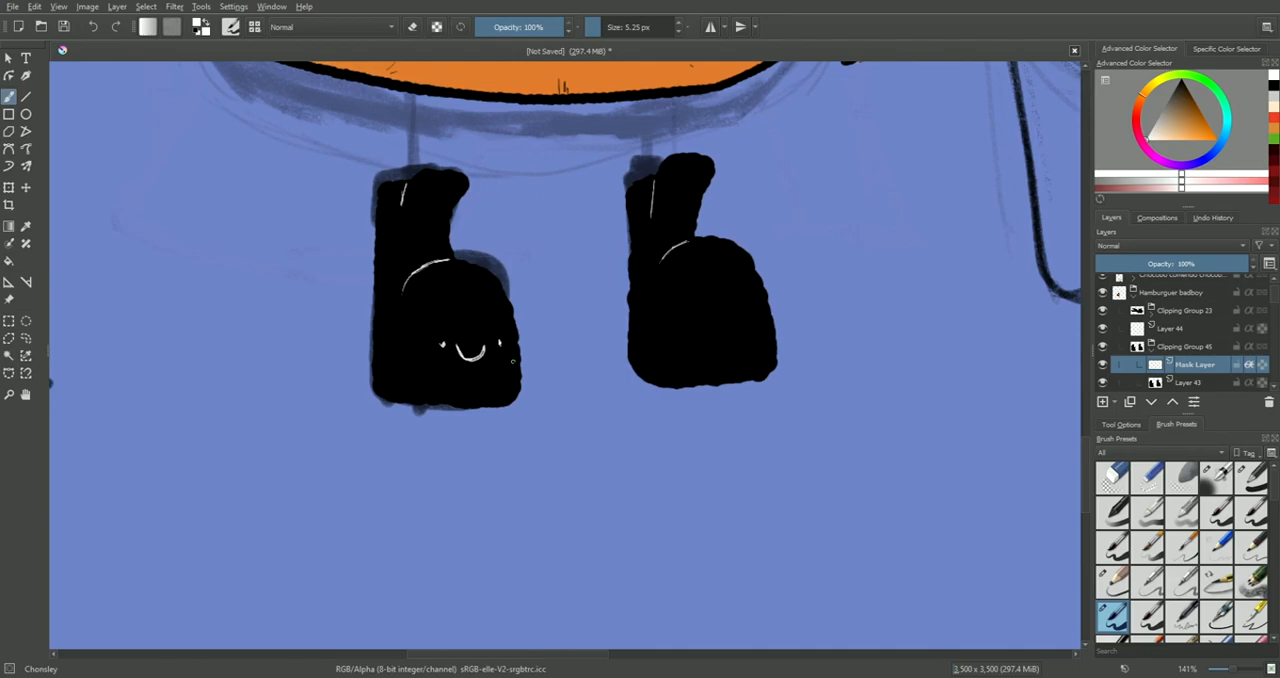 File Edit View Image Layer Select Filter Tools Settings Window Help
Normal Opacity: 100% Size: 5.25 px
[Not Saved] (297.4 MiB) *
Advanced Color Selector Specific Color Selector
Advanced Color Selector
Layers Compositions Undo History
Layers
Normal
Opacity: 100%
Hamburguer badboy
Clipping Group 23
Layer 44
Clipping Group 45
Mask Layer
Layer 43
Tool Options Brush Presets
Brush Presets
All Tag
Search
Chonsley RGB/Alpha (8-bit integer/channel) sRGB-elle-V2-srgbtrc.icc 3,500 x 3,500 (297.4 MiB) 141%